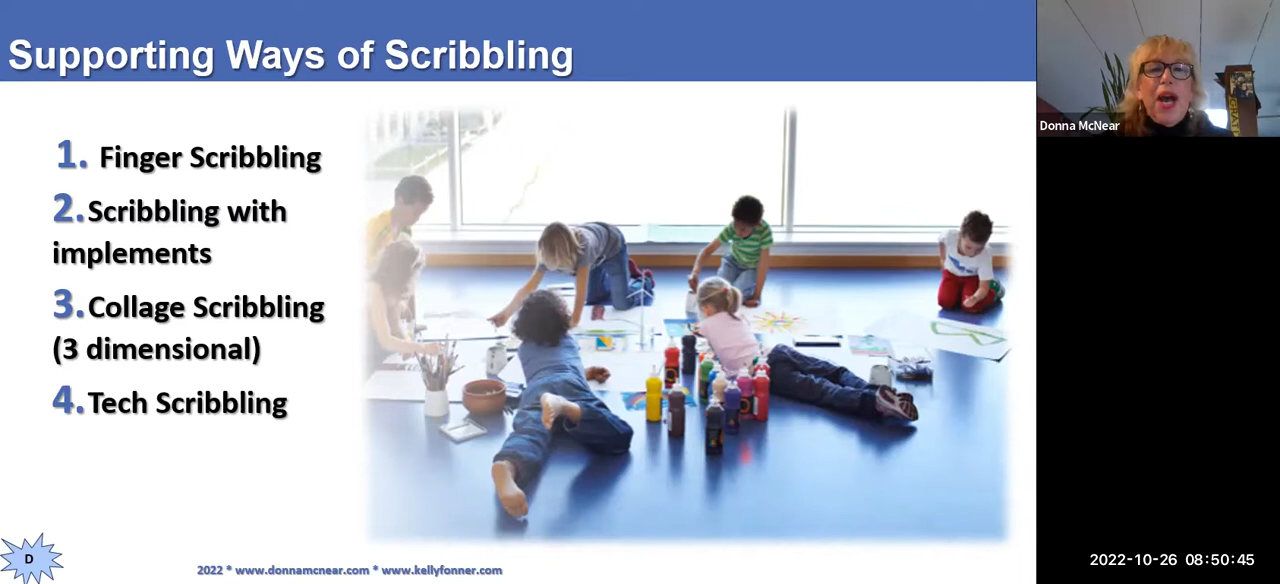 Supporting Ways of Scribbling
1. Finger Scribbling
2. Scribbling with
implements
3. Collage Scribbling
(3 dimensional)
4. Tech Scribbling
D
2022 * www.donnamcnear.com * www.kellyfonner.com
Donna McNear
2022-10-26 08:50:45